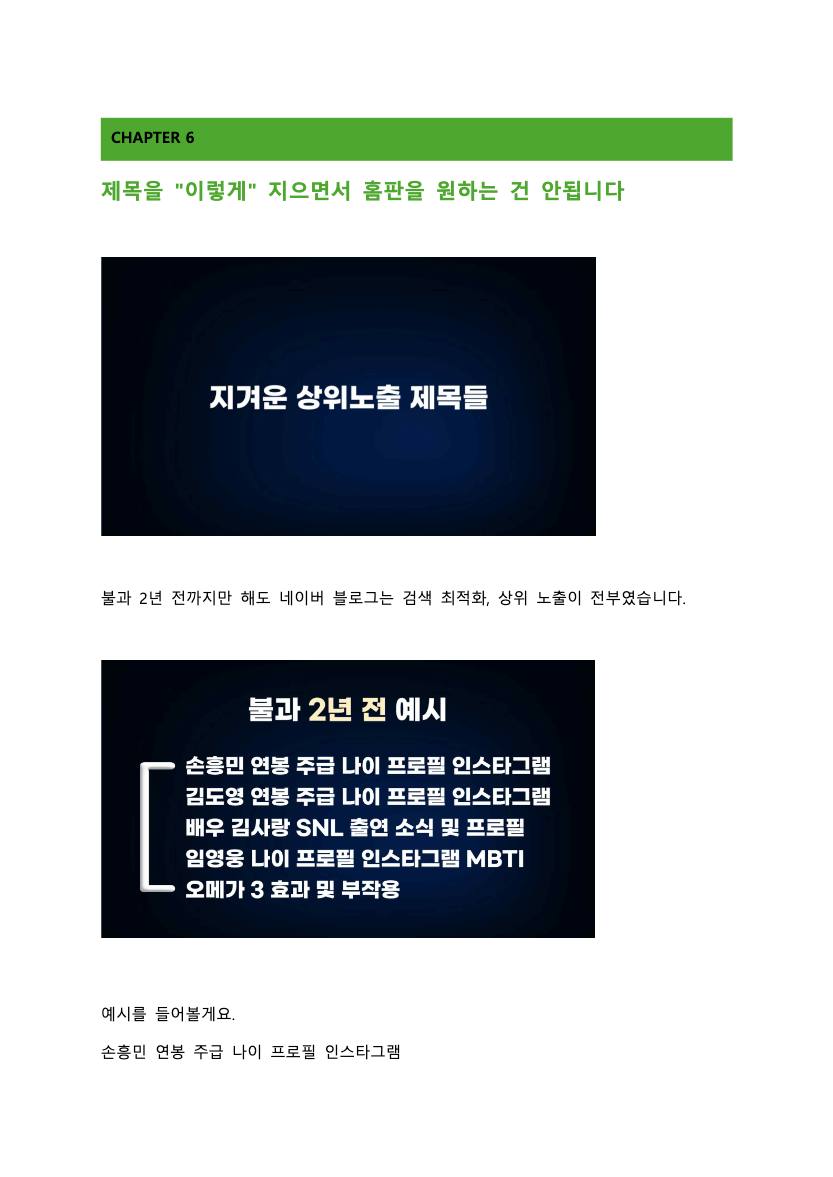 CHAPTER 6
제목을 "이렇게" 지으면서 홈판을 원하는 건 안됩니다
지겨운 상위노출 제목들
불과 2년 전까지만 해도 네이버 블로그는 검색 최적화, 상위 노출이 전부였습니다.
불과 2년 전 예시
손흥민 연봉 주급 나이 프로필 인스타그램
김도영 연봉 주급 나이 프로필 인스타그램
배우 김사랑 SNL 출연 소식 및 프로필
임영웅 나이 프로필 인스타그램 MBTI
오메가 3 효과 및 부작용
예시를 들어볼게요.
손흥민 연봉 주급 나이 프로필 인스타그램